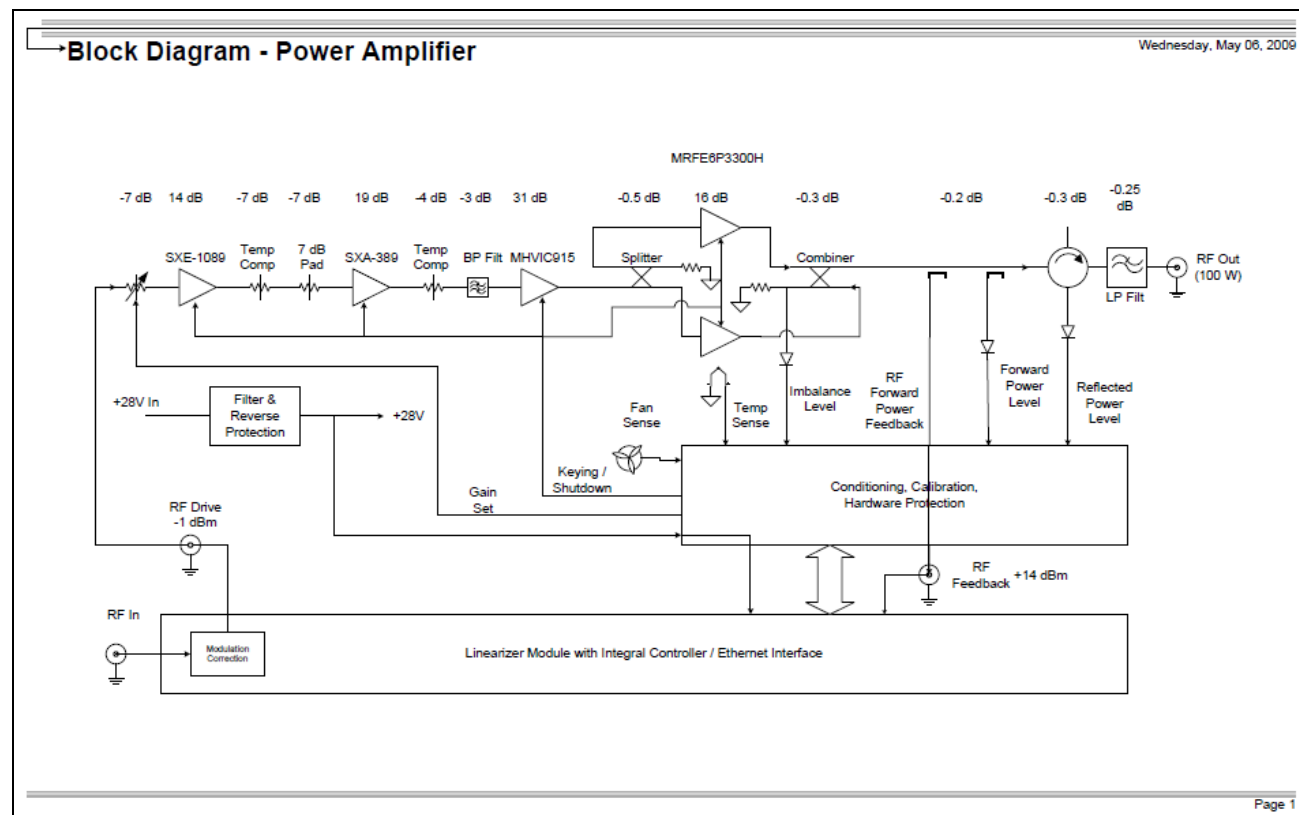 Block Diagram - Power Amplifier
Wednesday, May 06, 2009
MRFE6P3300H
-7 dB
14 dB
-7 dB
-7 dB
19 dB
-4 dB
-3 dB
31 dB
-0.5 dB
16 dB
-0.3 dB
-0.2 dB
-0.3 dB
-0.25
dB
SXE-1089
Temp
Comp
7 dB
Pad
SXA-389
Temp
Comp
BP Filt
MHVIC915
Splitter
Combiner
RF Out
(100 W)
LP Filt
+28V In
Filter &
Reverse
Protection
+28V
Fan
Sense
Temp
Sense
Imbalance
Level
RF
Forward
Power
Feedback
Forward
Power
Level
Reflected
Power
Level
Keying /
Shutdown
Gain
Set
Conditioning, Calibration,
Hardware Protection
RF Drive
-1 dBm
RF
Feedback
+14 dBm
RF In
Modulation
Correction
Linearizer Module with Integral Controller / Ethernet Interface
Page 1